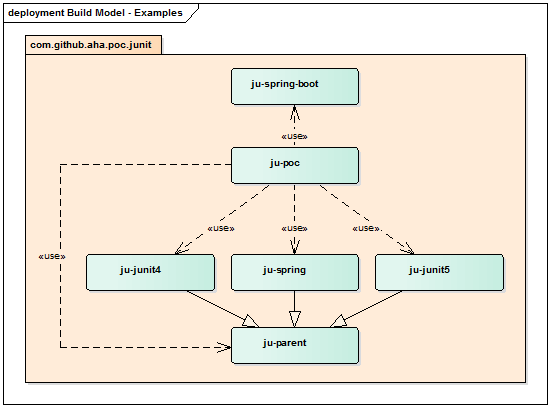 deployment Build Model - Examples
com.github.aha.poc.junit
ju-spring-boot
«use»
ju-poc
«use»
«use»
«use»
«use»
ju-junit4
ju-spring
ju-junit5
ju-parent